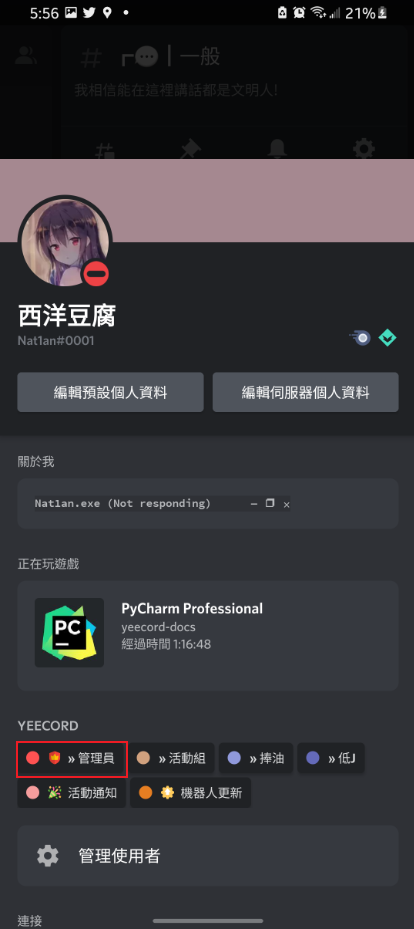 5:56
21%
┏💬 | 一般
我相信能在這裡講話都是文明人!
西洋豆腐
Nat1an#0001
編輯預設個人資料
編輯伺服器個人資料
關於我
Nat1an.exe (Not responding) — ❐ ×
正在玩遊戲
PC
PyCharm Professional
yeecord-docs
經過時間 1:16:48
YEECORD
» 管理員
» 活動組
» 捧油
» 低J
活動通知
機器人更新
管理使用者
連接